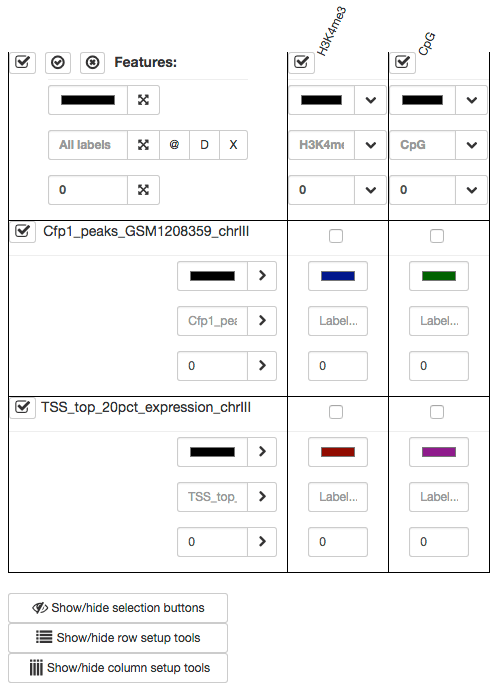 H3K4me3
CpG
Features:
All labels @ D X H3K4me CpG
0 0 0
Cfp1_peaks_GSM1208359_chrIII
Cfp1_pea Label... Label...
0 0 0
TSS_top_20pct_expression_chrIII
TSS_top_ Label... Label...
0 0 0
Show/hide selection buttons
Show/hide row setup tools
Show/hide column setup tools